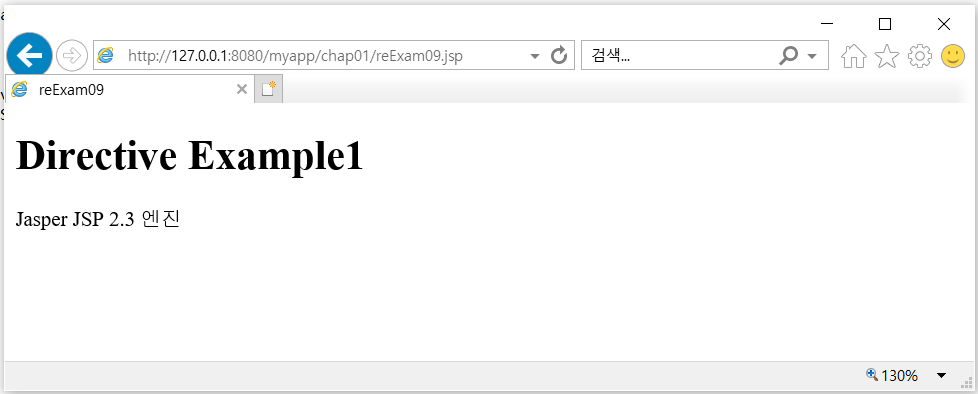 http://127.0.0.1:8080/myapp/chap01/reExam09.jsp
검색...
reExam09
Directive Example1
Jasper JSP 2.3 엔진
130%